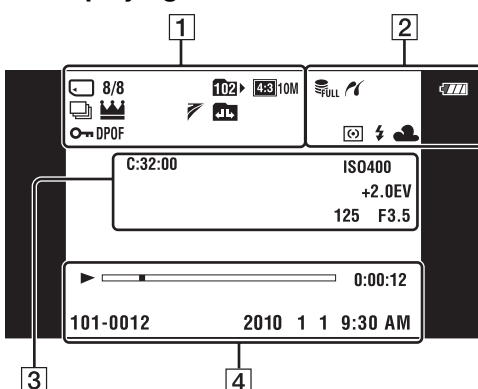 1 2
8/8 102 4:3 10M FULL
DPOF
C:32:00 ISO400
+2.0EV
125 F3.5
0:00:12
101-0012 2010 1 1 9:30 AM
3 4